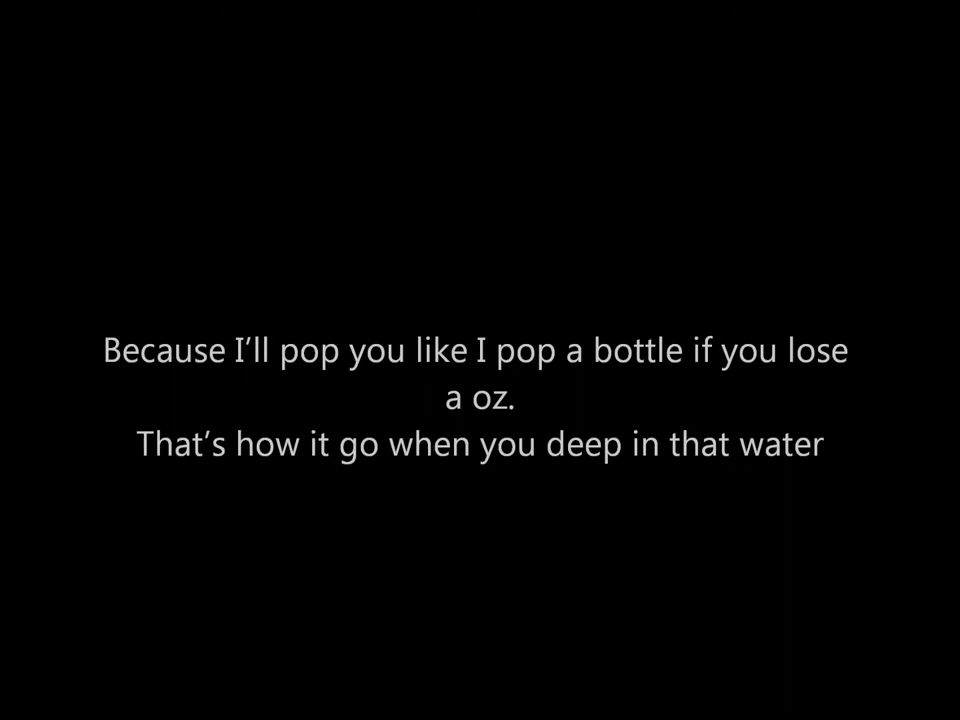 Because I’ll pop you like I pop a bottle if you lose
a oz.
That’s how it go when you deep in that water